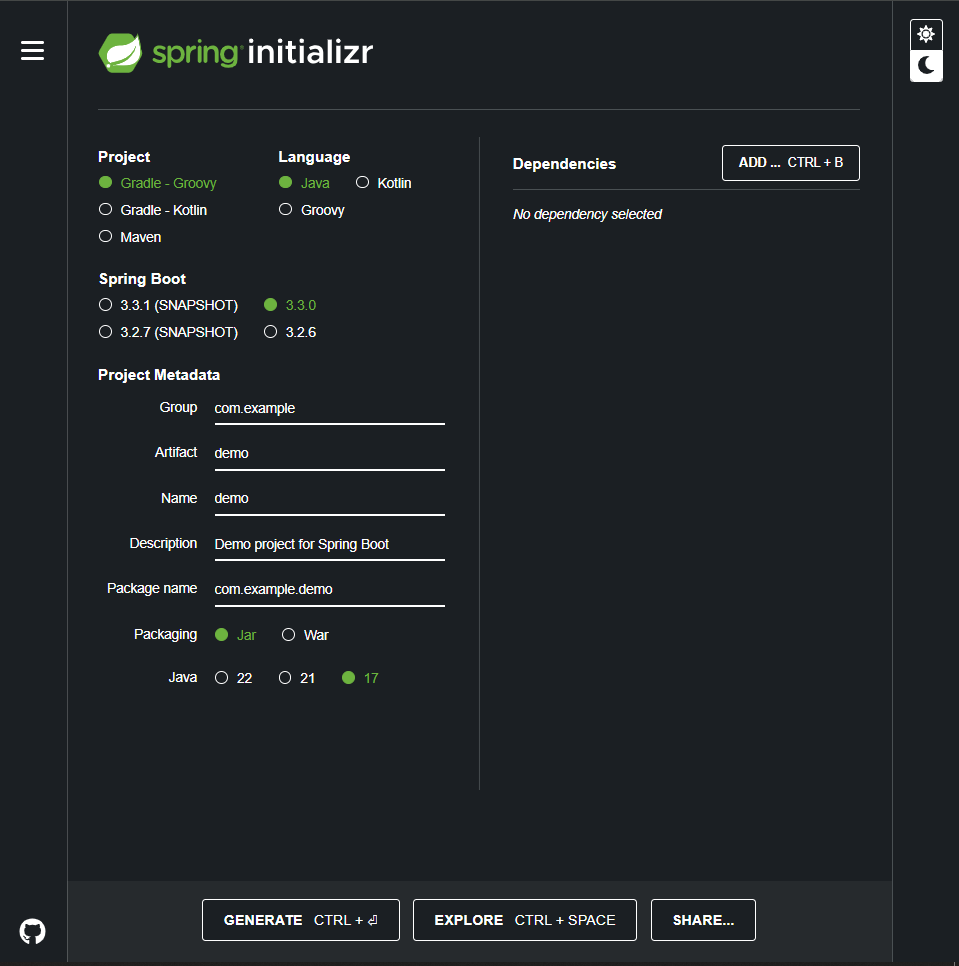 spring initializr
Project
Gradle - Groovy
Gradle - Kotlin
Maven
Language
Java Kotlin
Groovy
Spring Boot
3.3.1 (SNAPSHOT) 3.3.0
3.2.7 (SNAPSHOT) 3.2.6
Project Metadata
Group com.example
Artifact demo
Name demo
Description Demo project for Spring Boot
Package name com.example.demo
Packaging Jar War
Java 22 21 17
Dependencies ADD ... CTRL + B
No dependency selected
GENERATE CTRL + ⏎ EXPLORE CTRL + SPACE SHARE...